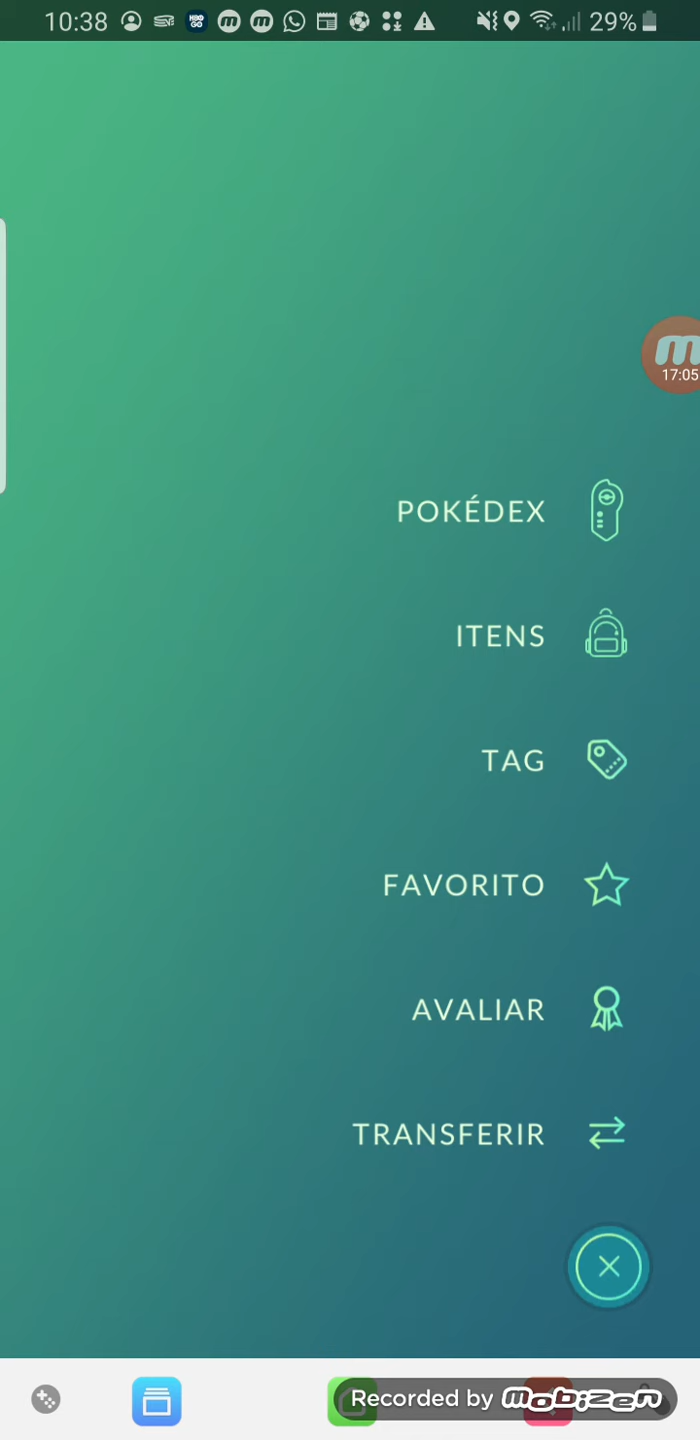 10:38
29%
17:05
POKÉDEX
ITENS
TAG
FAVORITO
AVALIAR
TRANSFERIR
Recorded by mobizen